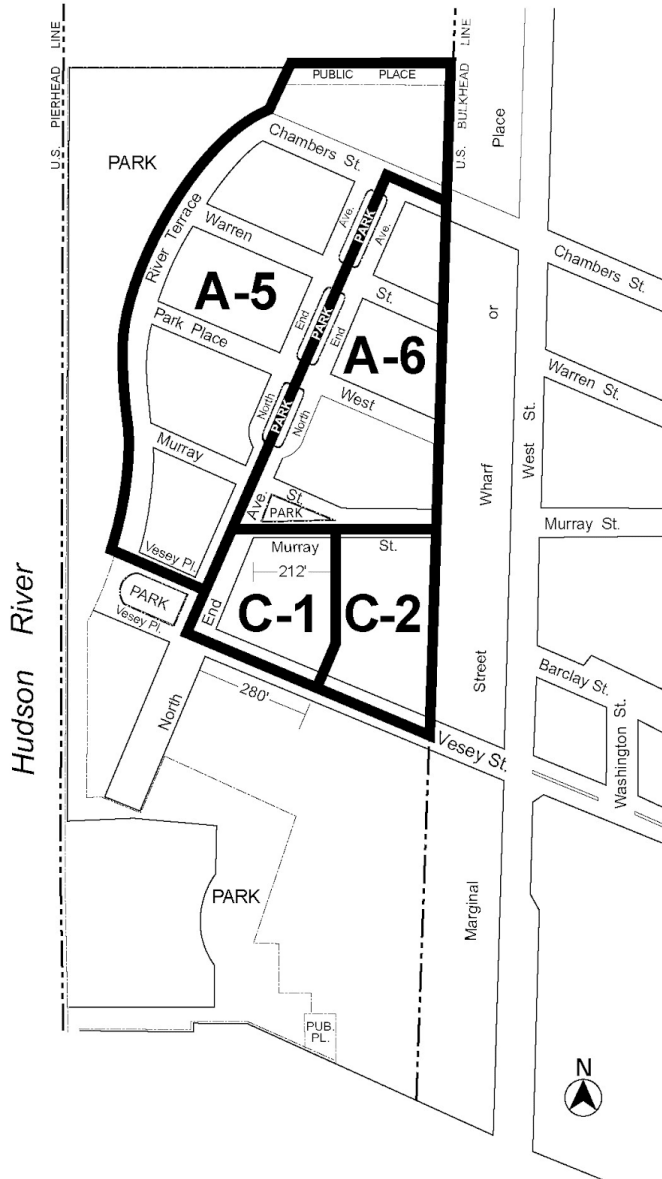 U.S. PIERHEAD LINE
U.S. BULKHEAD LINE
PUBLIC PLACE
Place
PARK
Chambers St.
River Terrace
Warren
Ave.
PARK
Ave.
Chambers St.
A-5
St.
End
PARK
End
or
Park Place
A-6
Warren St.
West
North
PARK
North
West St.
Murray
Wharf
Ave.
St.
PARK
Murray St.
Vesey Pl.
Murray St.
212'
PARK
Vesey Pl.
End
C-1
C-2
Hudson River
Street
Barclay St.
280'
North
Washington St.
Vesey St.
PARK
Marginal
PUB.
PL.
N